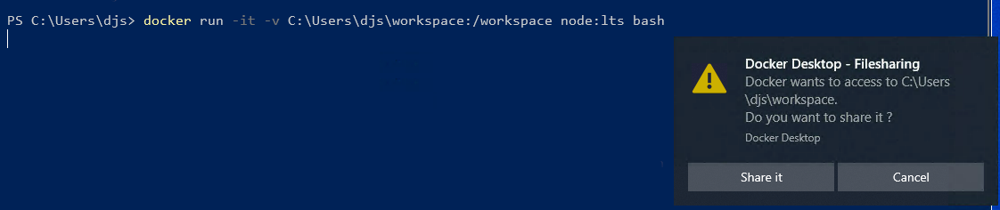 PS C:\Users\djs> docker run -it -v C:\Users\djs\workspace:/workspace node:lts bash
Docker Desktop - Filesharing
Docker wants to access to C:\Users
\djs\workspace.
Do you want to share it ?
Docker Desktop
Share it
Cancel